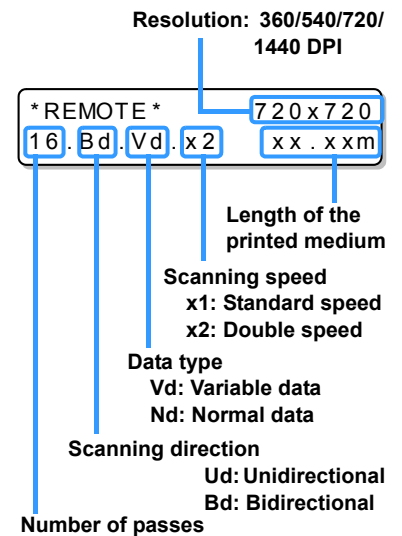 Resolution: 360/540/720/
1440 DPI
*REMOTE* 720x720
16.Bd.Vd.x2 xx.xxm
Length of the
printed medium
Scanning speed
x1: Standard speed
x2: Double speed
Data type
Vd: Variable data
Nd: Normal data
Scanning direction
Ud: Unidirectional
Bd: Bidirectional
Number of passes